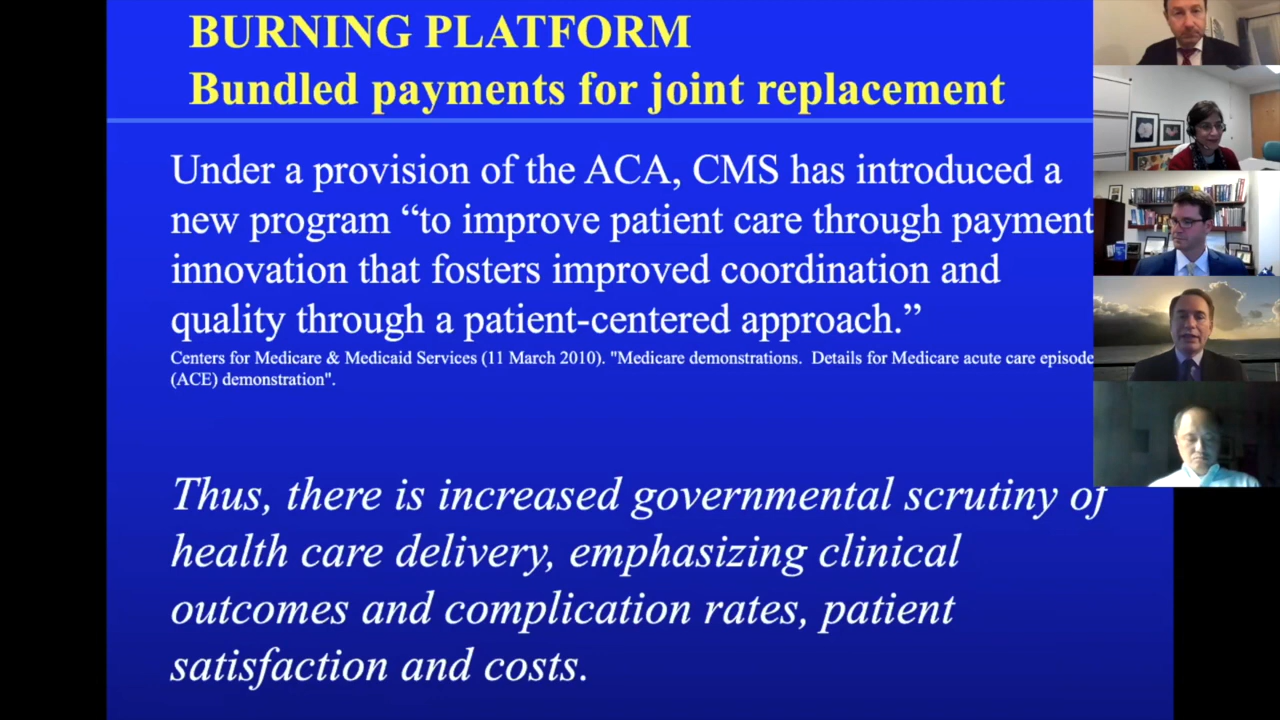 BURNING PLATFORM
Bundled payments for joint replacement
Under a provision of the ACA, CMS has introduced a
new program “to improve patient care through payment
innovation that fosters improved coordination and
quality through a patient-centered approach.”
Centers for Medicare & Medicaid Services (11 March 2010). "Medicare demonstrations. Details for Medicare acute care episode
(ACE) demonstration".
Thus, there is increased governmental scrutiny of
health care delivery, emphasizing clinical
outcomes and complication rates, patient
satisfaction and costs.